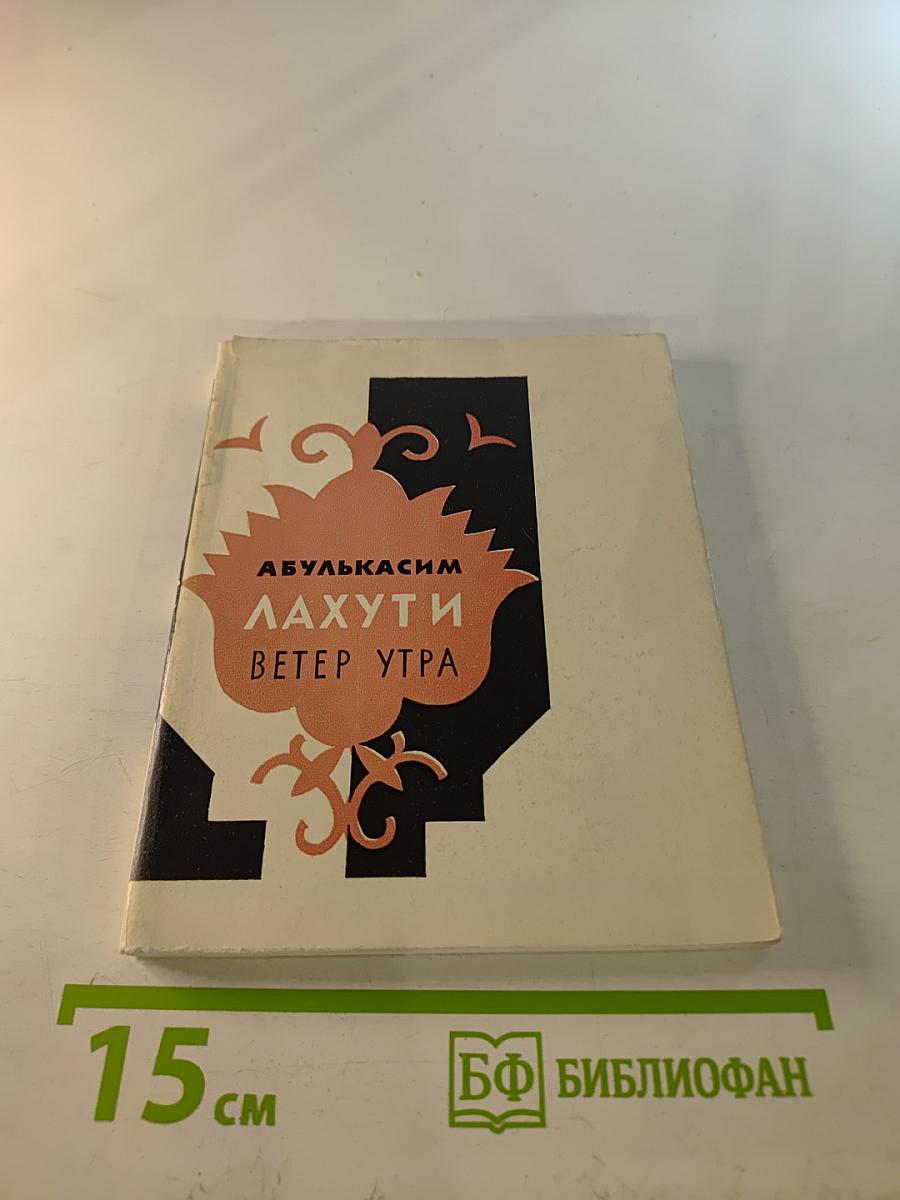 АБУЛЬКАСИМ
ЛАХУТИ
ВЕТЕР УТРА
15 см
БФ БИБЛИОФАН